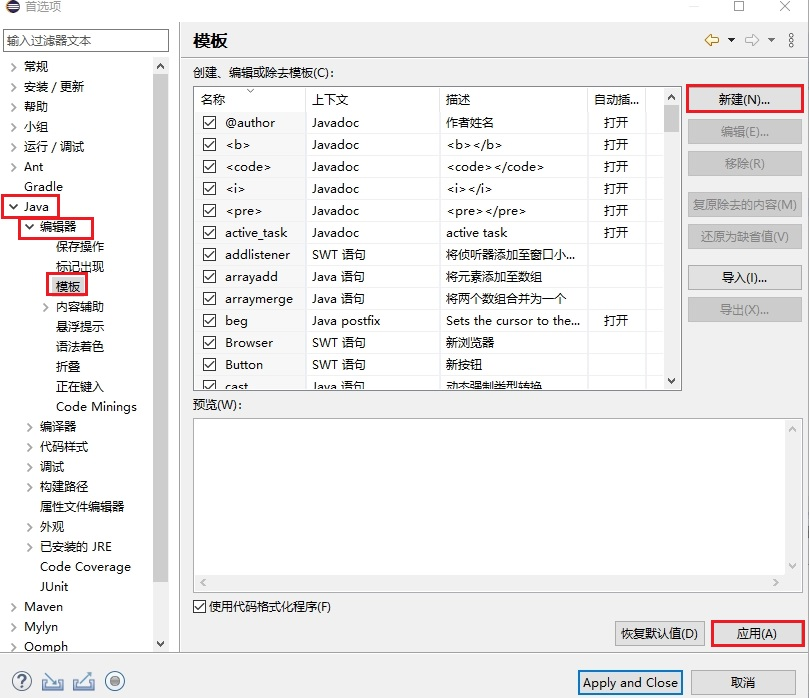 首选项
输入过滤器文本
常规
安装 / 更新
帮助
小组
运行 / 调试
Ant
Gradle
Java
编辑器
保存操作
标记出现
模板
内容辅助
悬浮提示
语法着色
折叠
正在键入
Code Minings
编译器
代码样式
调试
构建路径
属性文件编辑器
外观
已安装的 JRE
Code Coverage
JUnit
Maven
Mylyn
Oomph
模板
创建、编辑或除去模板(C):
名称 上下文 描述 自动插...
@author Javadoc 作者姓名 打开
<b> Javadoc <b></b> 打开
<code> Javadoc <code></code> 打开
<i> Javadoc <i></i> 打开
<pre> Javadoc <pre></pre> 打开
active_task Javadoc active task 打开
addlistener SWT 语句 将侦听器添加至窗口小...
arrayadd Java 语句 将元素添加至数组
arraymerge Java 语句 将两个数组合并为一个
beg Java postfix Sets the cursor to the... 打开
Browser SWT 语句 新浏览器
Button SWT 语句 新按钮
cast Java 语句 动态强制类型转换
新建(N)...
编辑(E)...
移除(R)
复原除去的内容(M)
还原为缺省值(V)
导入(I)...
导出(X)...
预览(W):
使用代码格式化程序(F)
恢复默认值(D) 应用(A)
Apply and Close 取消